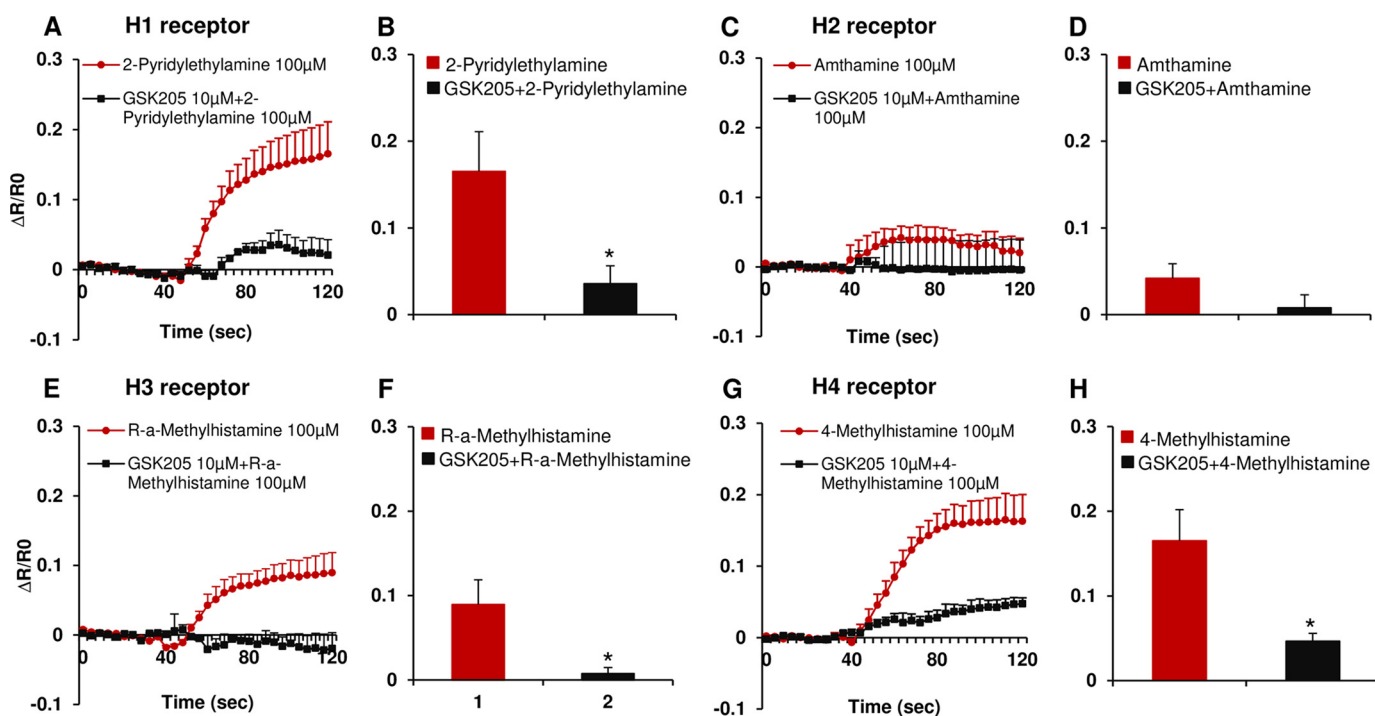 A
H1 receptor
0.3
2-Pyridylethylamine 100µM
GSK205 10µM+2-
Pyridylethylamine 100µM
0.2
0.1
0
-0.1
ΔR/R0
0
40
80
120
Time (sec)
B
0.3
2-Pyridylethylamine
GSK205+2-Pyridylethylamine
0.2
0.1
0
*
C
H2 receptor
0.3
Amthamine 100µM
GSK205 10µM+Amthamine
100µM
0.2
0.1
0
-0.1
0
40
80
120
Time (sec)
D
0.3
Amthamine
GSK205+Amthamine
0.2
0.1
0
E
H3 receptor
0.3
R-a-Methylhistamine 100µM
GSK205 10µM+R-a-
Methylhistamine 100µM
0.2
0.1
0
-0.1
ΔR/R0
0
40
80
120
Time (sec)
F
0.3
R-a-Methylhistamine
GSK205+R-a-Methylhistamine
0.2
0.1
0
*
1
2
G
H4 receptor
0.3
4-Methylhistamine 100µM
GSK205 10µM+4-
Methylhistamine 100µM
0.2
0.1
0
-0.1
0
40
80
120
Time (sec)
H
0.3
4-Methylhistamine
GSK205+4-Methylhistamine
0.2
0.1
0
*